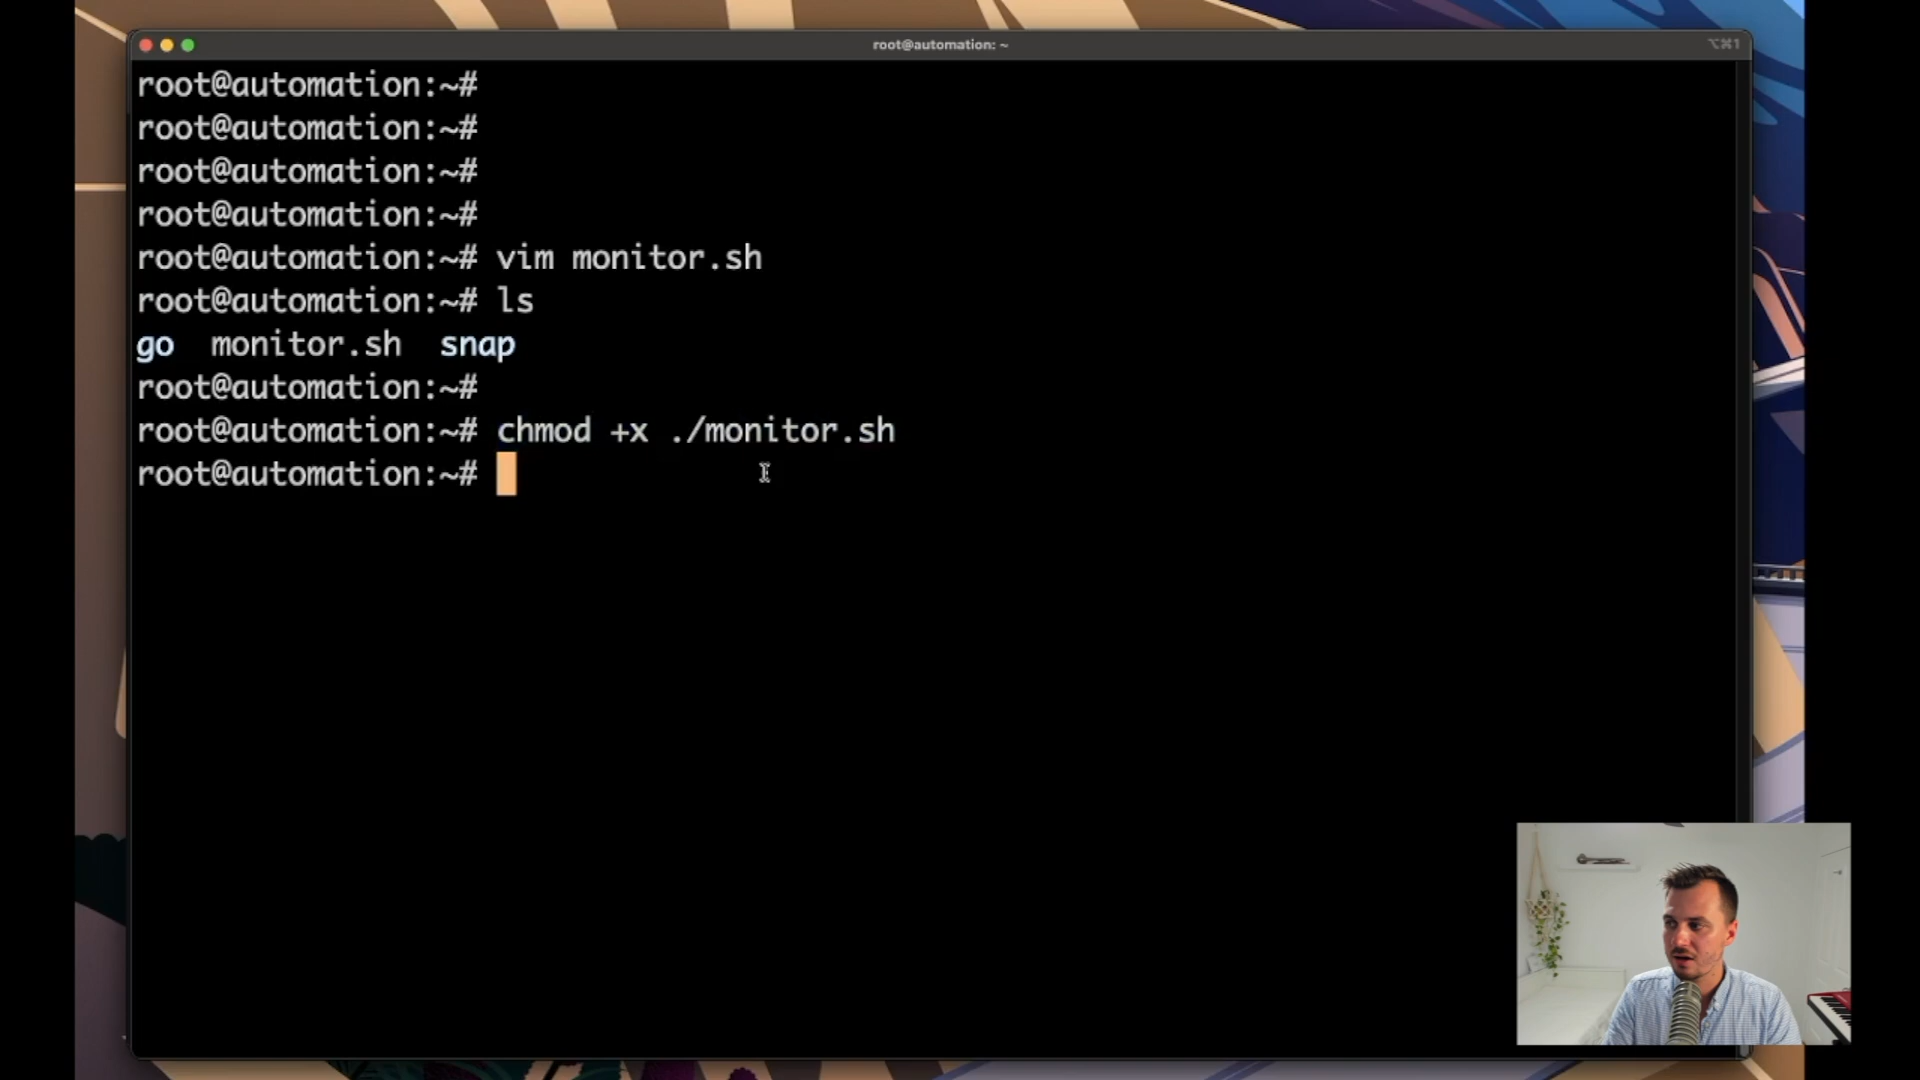 root@automation: ~
⌥⌘1
root@automation:~#
root@automation:~#
root@automation:~#
root@automation:~#
root@automation:~# vim monitor.sh
root@automation:~# ls
go  monitor.sh  snap
root@automation:~#
root@automation:~# chmod +x ./monitor.sh
root@automation:~#